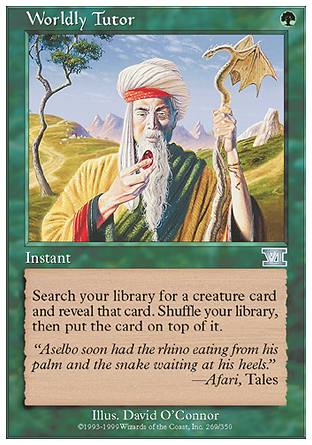 Worldly Tutor
Instant
Search your library for a creature card
and reveal that card. Shuffle your library,
then put the card on top of it.
“Aselbo soon had the rhino eating from his
palm and the snake waiting at his heels.”
—Afari, Tales
Illus. David O’Connor
©1993-1999 Wizards of the Coast, Inc. 269/350